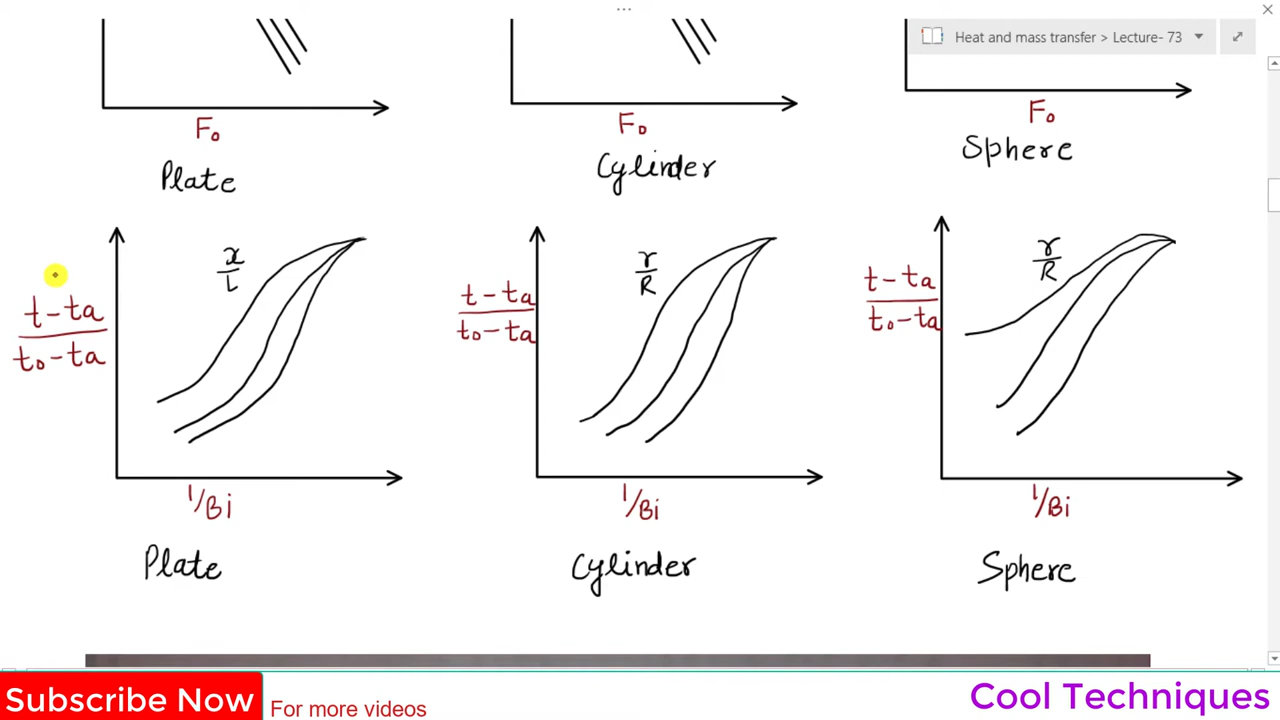 Heat and mass transfer > Lecture- 73
Fo
Fo
Fo
Plate
Cylinder
Sphere
x/L
r/R
r/R
t-ta
to-ta
t-ta
to-ta
t-ta
to-ta
1/Bi
1/Bi
1/Bi
Plate
Cylinder
Sphere
Subscribe Now
For more videos
Cool Techniques